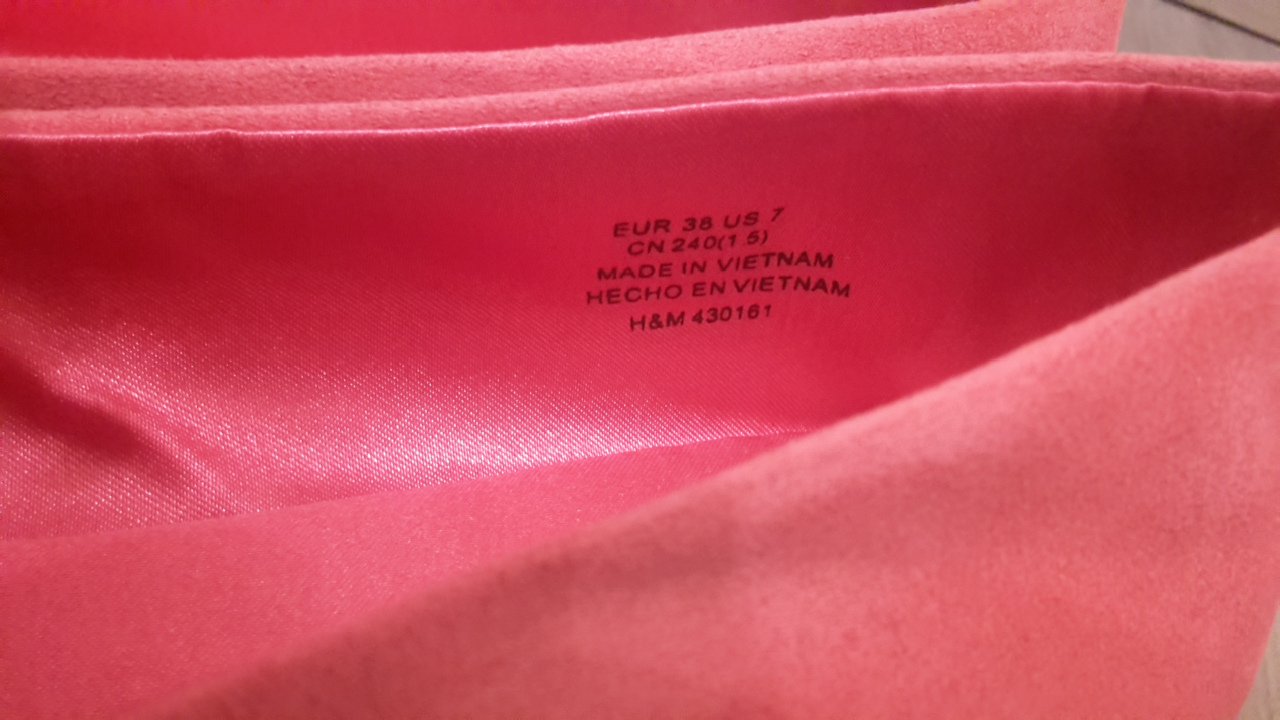 EUR 38 US 7
CN 240(1.5)
MADE IN VIETNAM
HECHO EN VIETNAM
H&M 430161